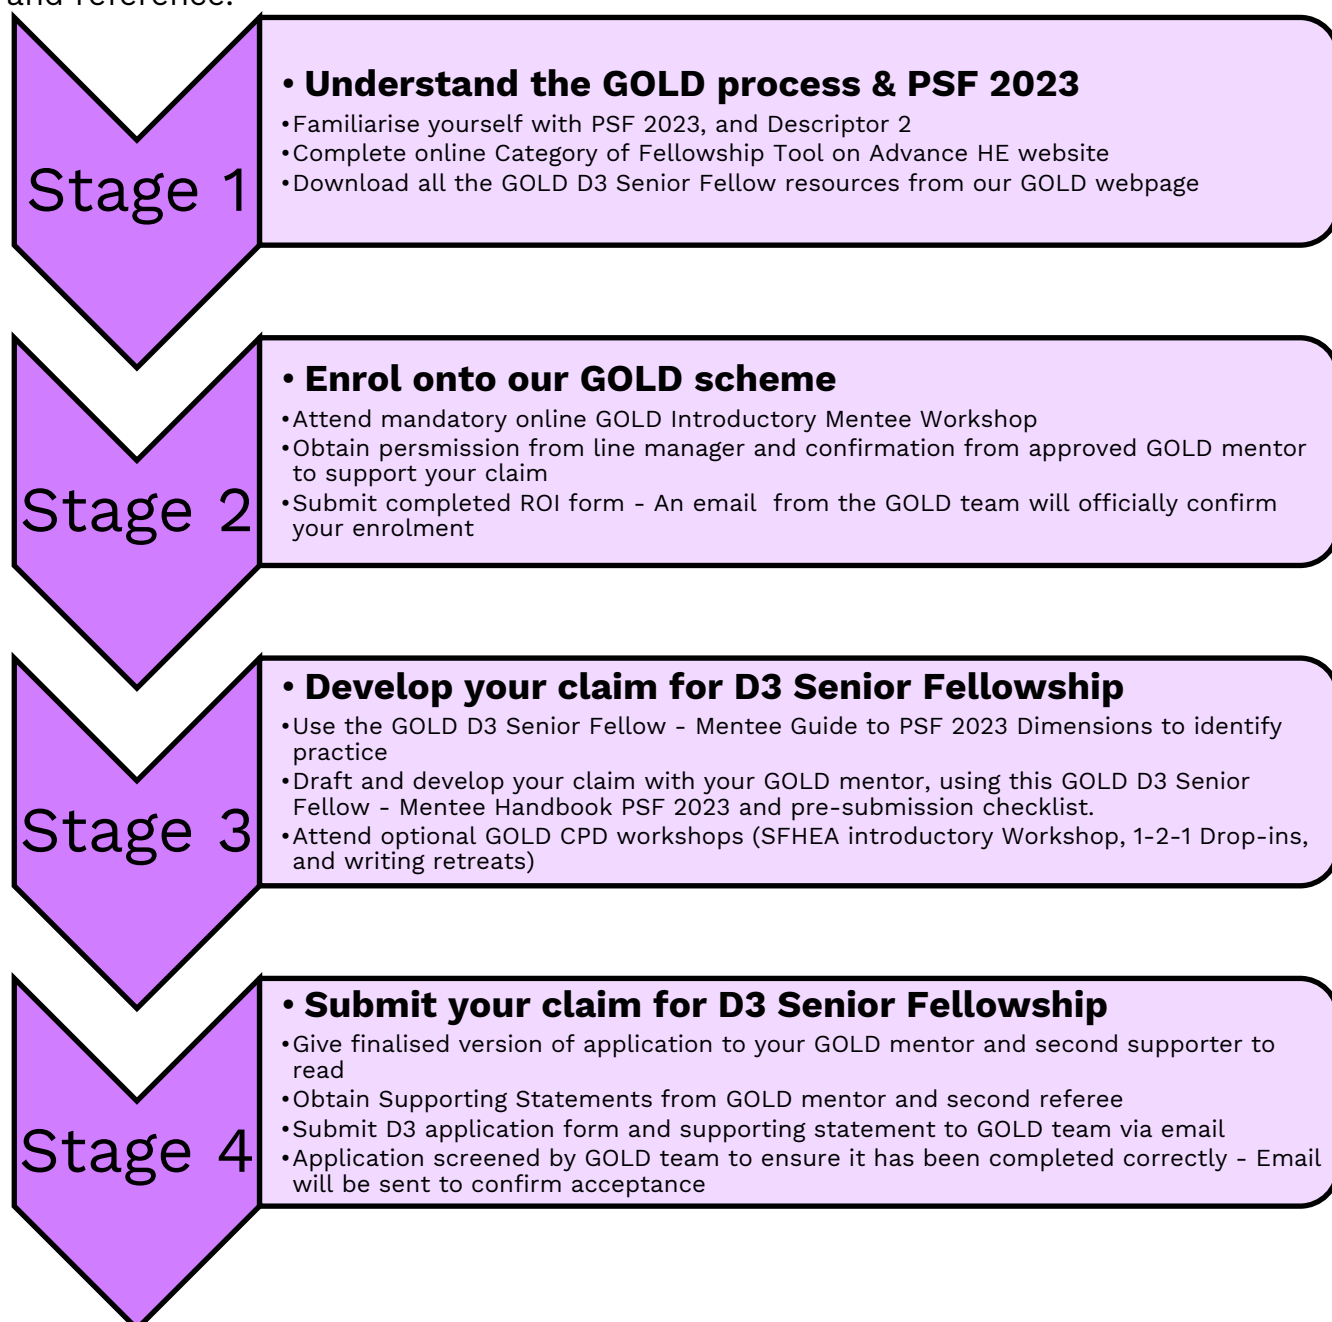 and reference.
Stage 1
• Understand the GOLD process & PSF 2023
•Familiarise yourself with PSF 2023, and Descriptor 2
•Complete online Category of Fellowship Tool on Advance HE website
•Download all the GOLD D3 Senior Fellow resources from our GOLD webpage
Stage 2
• Enrol onto our GOLD scheme
•Attend mandatory online GOLD Introductory Mentee Workshop
•Obtain persmission from line manager and confirmation from approved GOLD mentor
to support your claim
•Submit completed ROI form - An email  from the GOLD team will officially confirm
your enrolment
Stage 3
• Develop your claim for D3 Senior Fellowship
•Use the GOLD D3 Senior Fellow - Mentee Guide to PSF 2023 Dimensions to identify
practice
•Draft and develop your claim with your GOLD mentor, using this GOLD D3 Senior
Fellow - Mentee Handbook PSF 2023 and pre-submission checklist.
•Attend optional GOLD CPD workshops (SFHEA introductory Workshop, 1-2-1 Drop-ins,
and writing retreats)
Stage 4
• Submit your claim for D3 Senior Fellowship
•Give finalised version of application to your GOLD mentor and second supporter to
read
•Obtain Supporting Statements from GOLD mentor and second referee
•Submit D3 application form and supporting statement to GOLD team via email
•Application screened by GOLD team to ensure it has been completed correctly - Email
will be sent to confirm acceptance